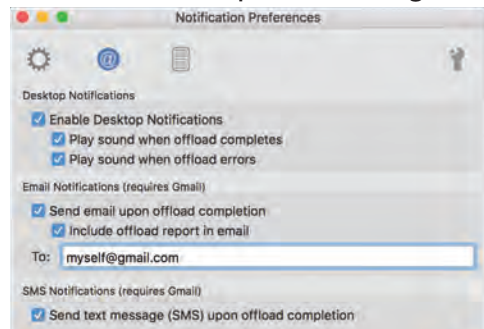 Notification Preferences
@
Desktop Notifications
Enable Desktop Notifications
Play sound when offload completes
Play sound when offload errors
Email Notifications (requires Gmail)
Send email upon offload completion
Include offload report in email
To: myself@gmail.com
SMS Notifications (requires Gmail)
Send text message (SMS) upon offload completion